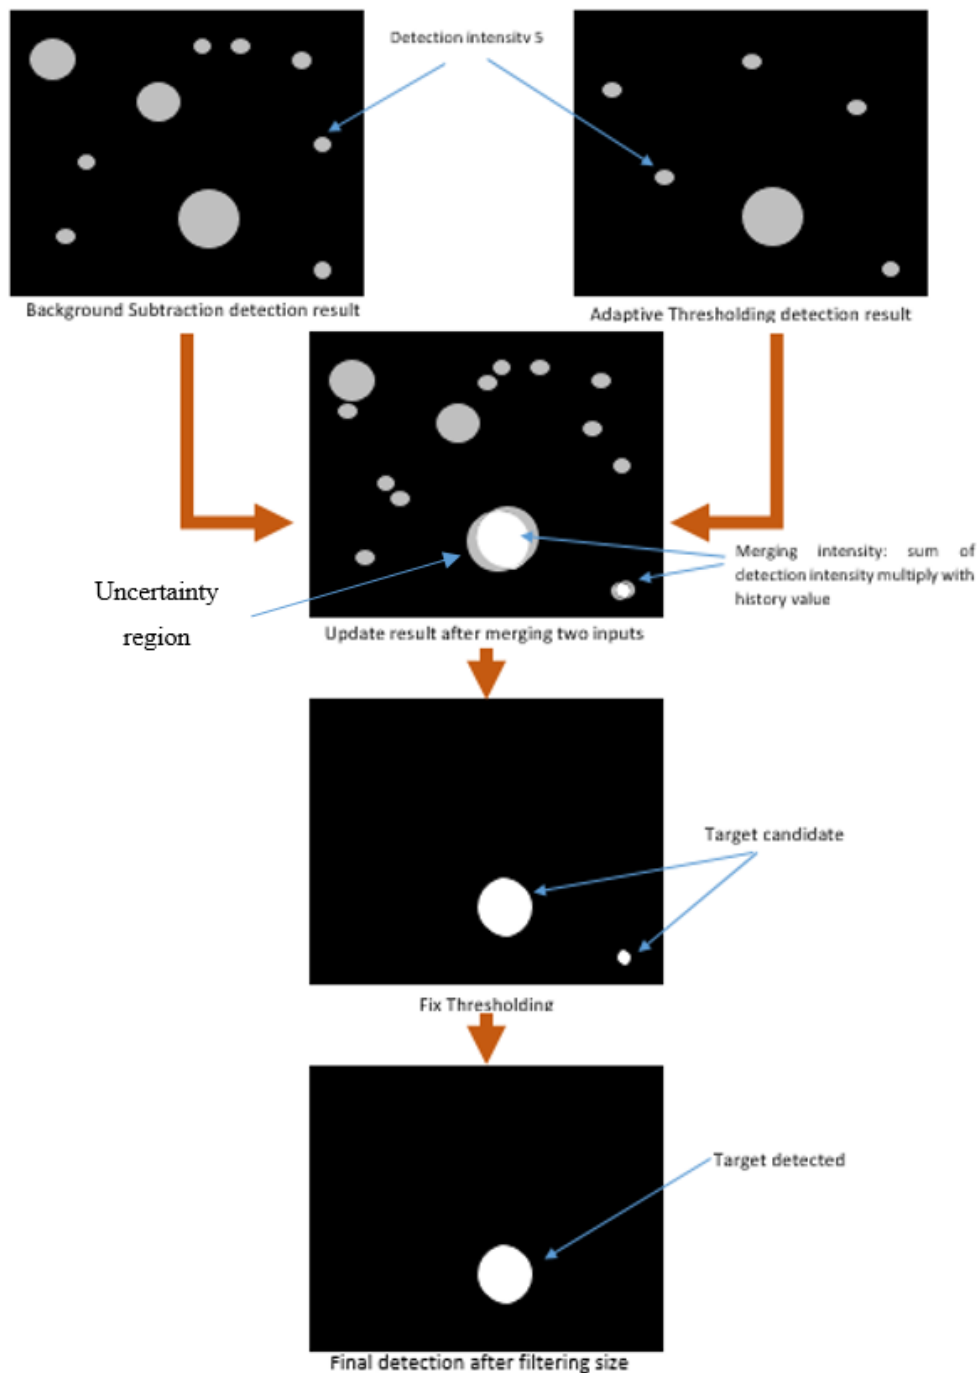 Detection intensity 5
Background Subtraction detection result
Adaptive Thresholding detection result
Merging intensity: sum of
detection intensity multiply with
history value
Uncertainty
region
Update result after merging two inputs
Target candidate
Fix Thresholding
Target detected
Final detection after filtering size